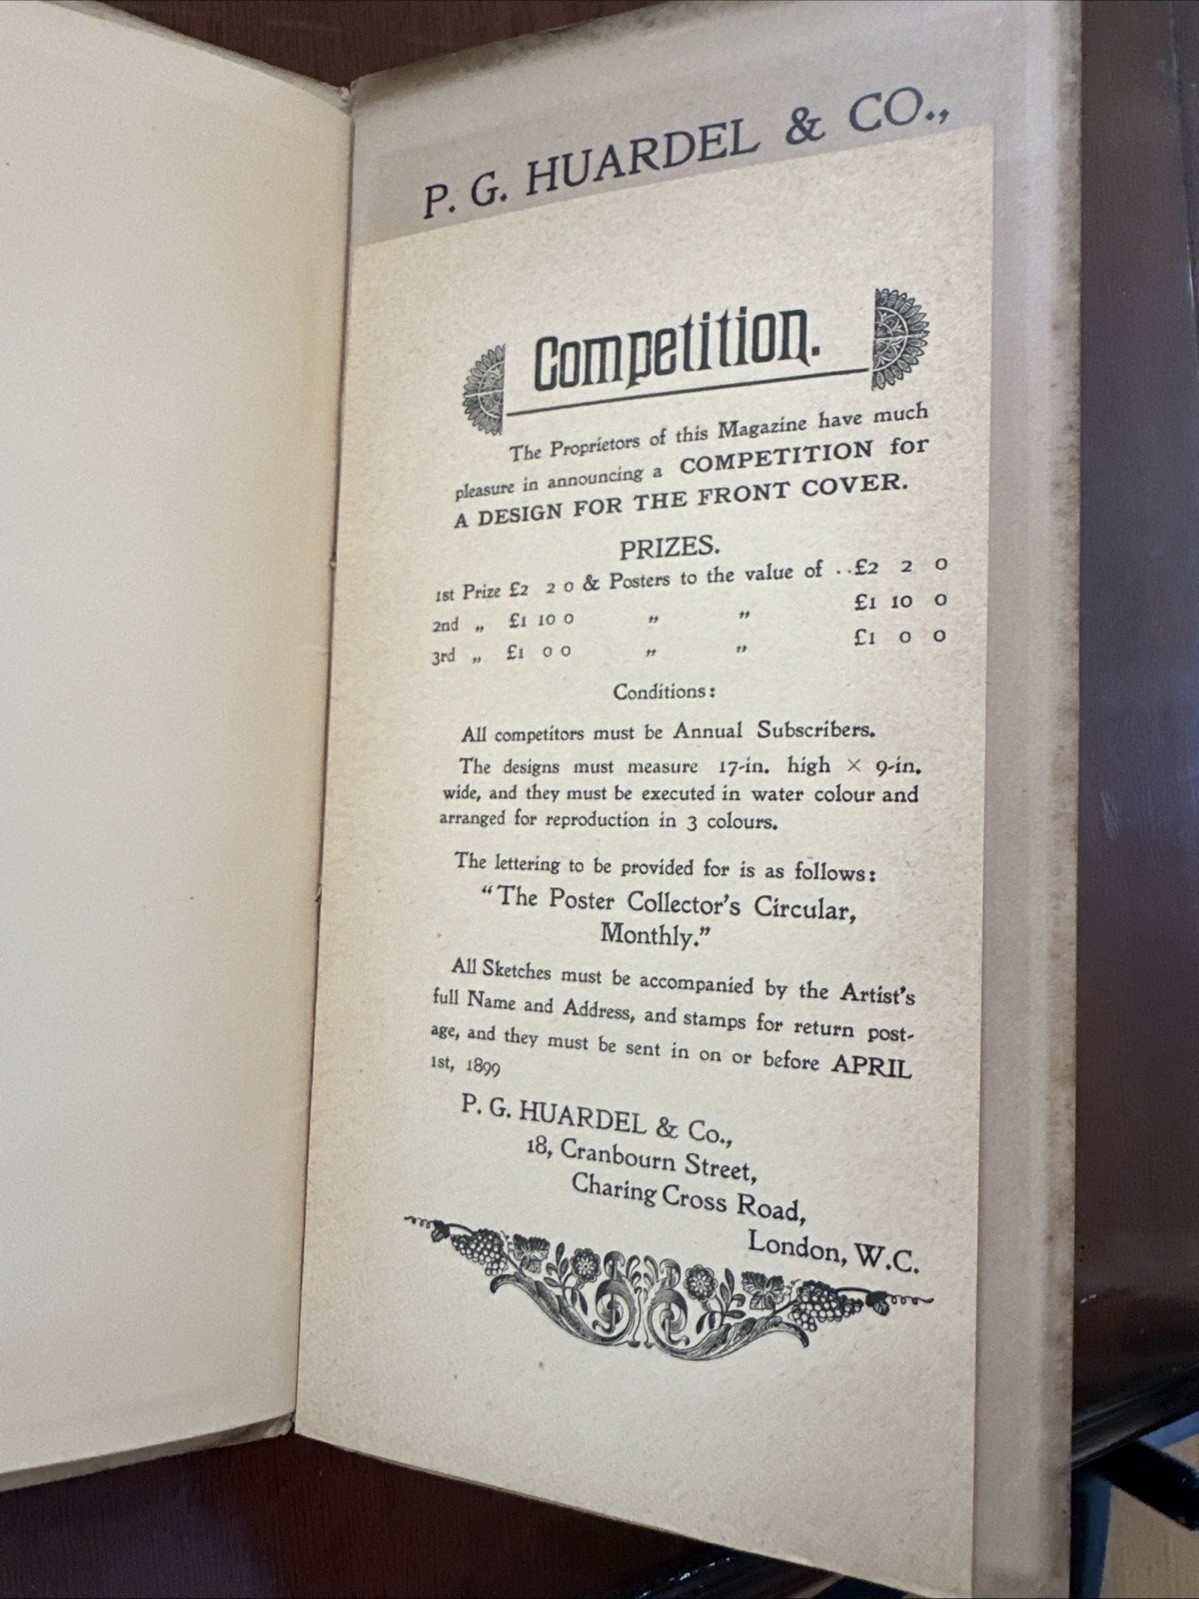 P. G. HUARDEL & CO.,
Competition.
The Proprietors of this Magazine have much
pleasure in announcing a COMPETITION for
A DESIGN FOR THE FRONT COVER.
PRIZES.
1st Prize £2 2 0 & Posters to the value of ..£2 2 0
2nd „ £1 10 0 „ „ £1 10 0
3rd „ £1 0 0 „ „ £1 0 0
Conditions:
All competitors must be Annual Subscribers.
The designs must measure 17-in. high × 9-in.
wide, and they must be executed in water colour and
arranged for reproduction in 3 colours.
The lettering to be provided for is as follows:
“The Poster Collector's Circular,
Monthly.”
All Sketches must be accompanied by the Artist's
full Name and Address, and stamps for return post-
age, and they must be sent in on or before APRIL
1st, 1899
P. G. HUARDEL & Co.,
18, Cranbourn Street,
Charing Cross Road,
London, W.C.